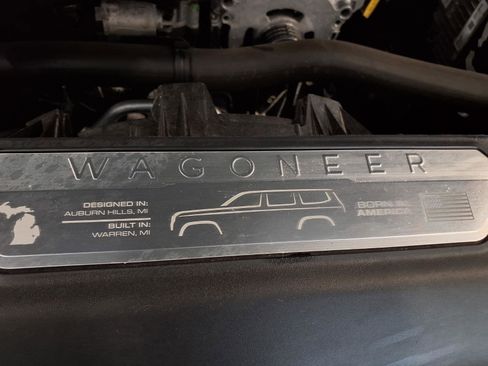 WAGONEER
DESIGNED IN:
AUBURN HILLS, MI
BUILT IN:
WARREN, MI
BORN IN
AMERICA